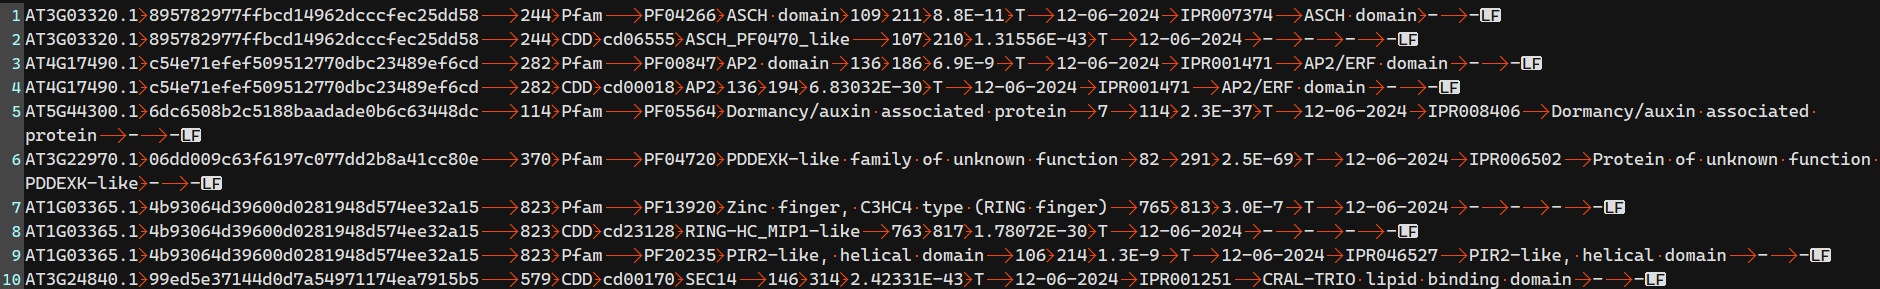 1 AT3G03320.1 895782977ffbcd14962dcccfec25dd58 244 Pfam PF04266 ASCH domain 109 211 8.8E-11 T 12-06-2024 IPR007374 ASCH domain - - LF
2 AT3G03320.1 895782977ffbcd14962dcccfec25dd58 244 CDD cd06555 ASCH_PF0470_like 107 210 1.31556E-43 T 12-06-2024 - - - - LF
3 AT4G17490.1 c54e71efef509512770dbc23489ef6cd 282 Pfam PF00847 AP2 domain 136 186 6.9E-9 T 12-06-2024 IPR001471 AP2/ERF domain - - LF
4 AT4G17490.1 c54e71efef509512770dbc23489ef6cd 282 CDD cd00018 AP2 136 194 6.83032E-30 T 12-06-2024 IPR001471 AP2/ERF domain - - LF
5 AT5G44300.1 6dc6508b2c5188baadade0b6c63448dc 114 Pfam PF05564 Dormancy/auxin associated protein 7 114 2.3E-37 T 12-06-2024 IPR008406 Dormancy/auxin associated
protein - - LF
6 AT3G22970.1 06dd009c63f6197c077dd2b8a41cc80e 370 Pfam PF04720 PDDEXK-like family of unknown function 82 291 2.5E-69 T 12-06-2024 IPR006502 Protein of unknown function
PDDEXK-like - - LF
7 AT1G03365.1 4b93064d39600d0281948d574ee32a15 823 Pfam PF13920 Zinc finger, C3HC4 type (RING finger) 765 813 3.0E-7 T 12-06-2024 - - - - LF
8 AT1G03365.1 4b93064d39600d0281948d574ee32a15 823 CDD cd23128 RING-HC_MIP1-like 763 817 1.78072E-30 T 12-06-2024 - - - - LF
9 AT1G03365.1 4b93064d39600d0281948d574ee32a15 823 Pfam PF20235 PIR2-like, helical domain 106 214 1.3E-9 T 12-06-2024 IPR046527 PIR2-like, helical domain - - LF
10 AT3G24840.1 99ed5e37144d0d7a54971174ea7915b5 579 CDD cd00170 SEC14 146 314 2.42331E-43 T 12-06-2024 IPR001251 CRAL-TRIO lipid binding domain - - LF